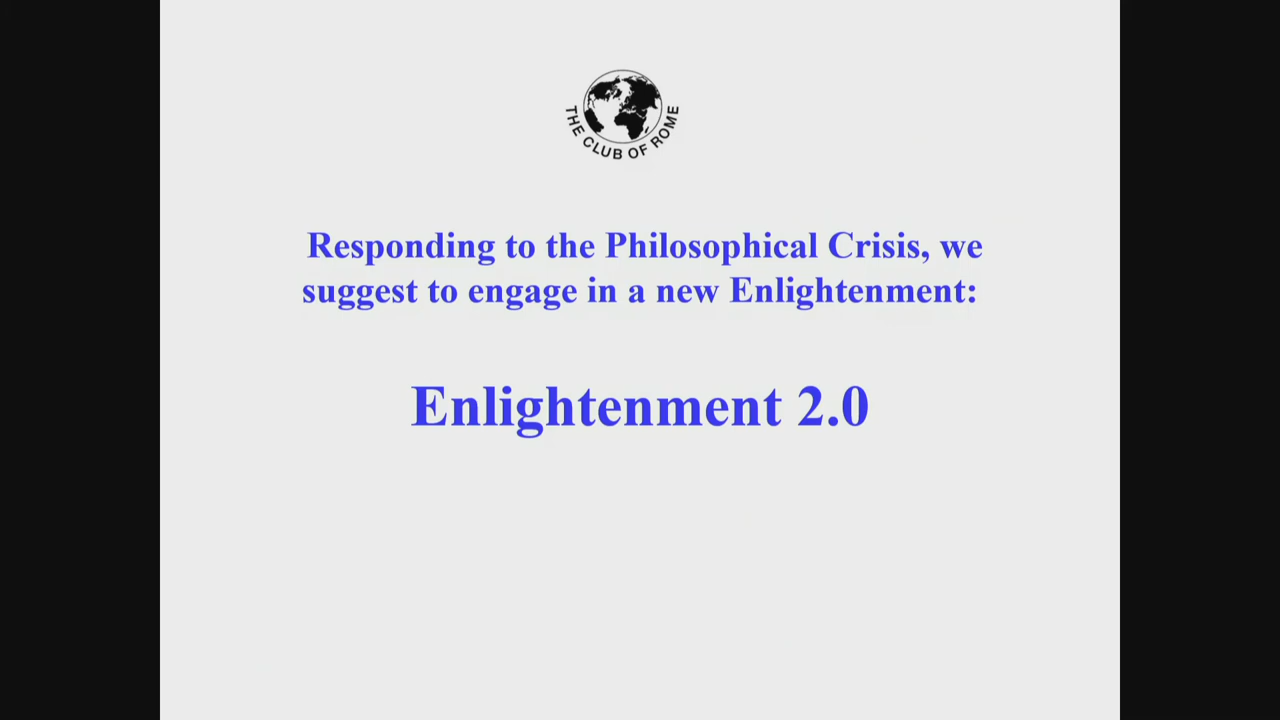 THE CLUB OF ROME
Responding to the Philosophical Crisis, we
suggest to engage in a new Enlightenment:
Enlightenment 2.0